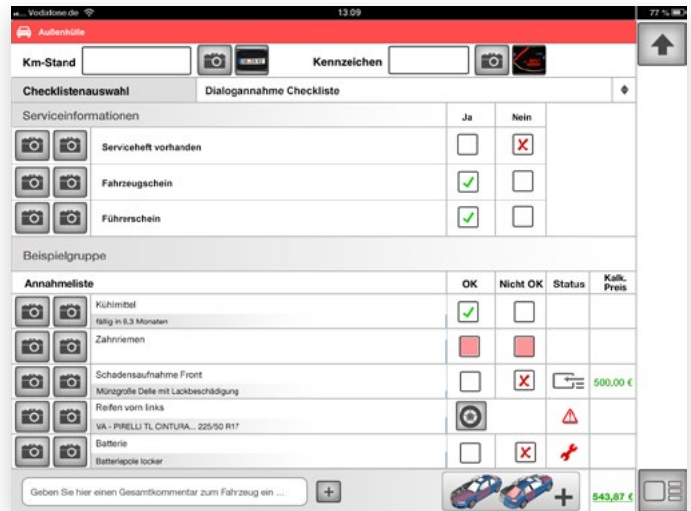 Vodafone.de 13:09 77 %
Außenhülle
Km-Stand Kennzeichen
Checklistenauswahl Dialogannahme Checkliste
Serviceinformationen Ja Nein
Serviceheft vorhanden
Fahrzeugschein
Führerschein
Beispielgruppe
Annahmeliste OK Nicht OK Status Kalk. Preis
Kühlmittel
fällig in 6,3 Monaten
Zahnriemen
Schadensaufnahme Front
Münzgroße Delle mit Lackbeschädigung
500,00 €
Reifen vorn links
VA - PIRELLI TL CINTURA... 225/50 R17
Batterie
Batteriepole locker
Geben Sie hier einen Gesamtkommentar zum Fahrzeug ein ...
543,87 €